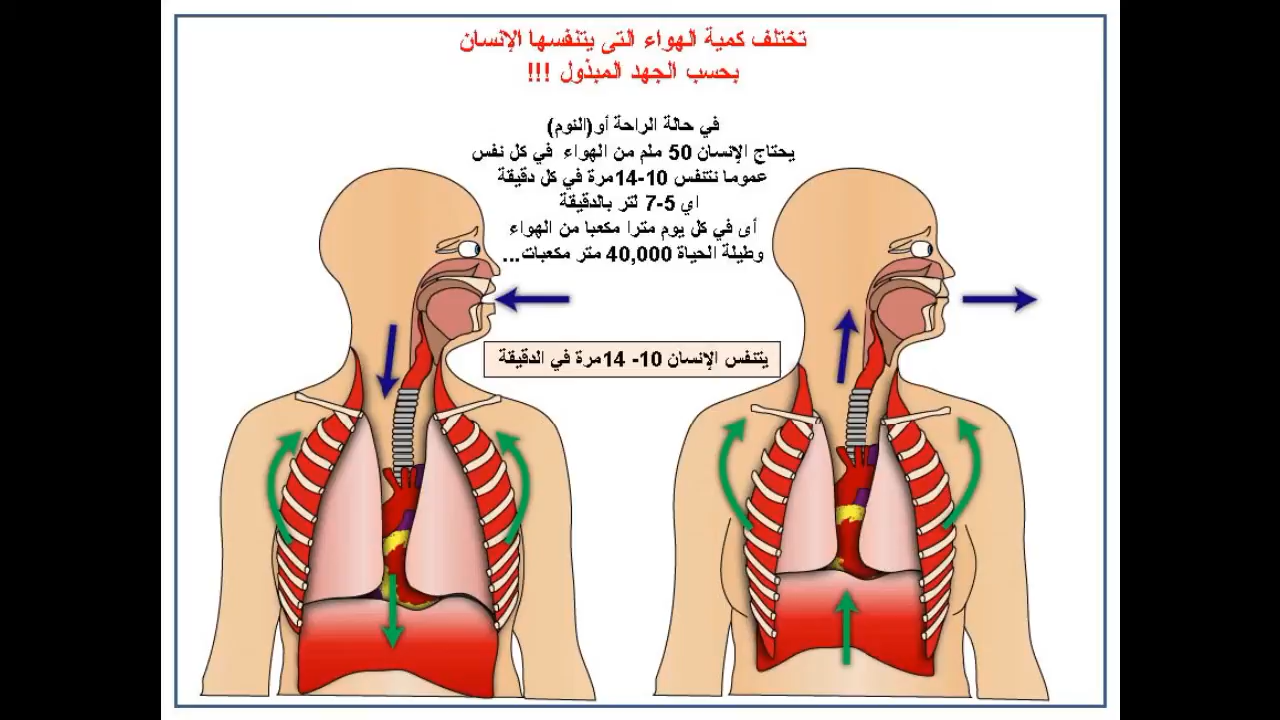 تختلف كمية الهواء التى يتنفسها الإنسان
بحسب الجهد المبذول !!!
في حالة الراحة أو(النوم)
يحتاج الإنسان 50 ملم من الهواء في كل نفس
عموما نتنفس 10-14مرة في كل دقيقة
اي 5-7 لتر بالدقيقة
أى في كل يوم مترا مكعبا من الهواء
وطيلة الحياة 40,000 متر مكعبات...
يتنفس الإنسان 10- 14مرة في الدقيقة